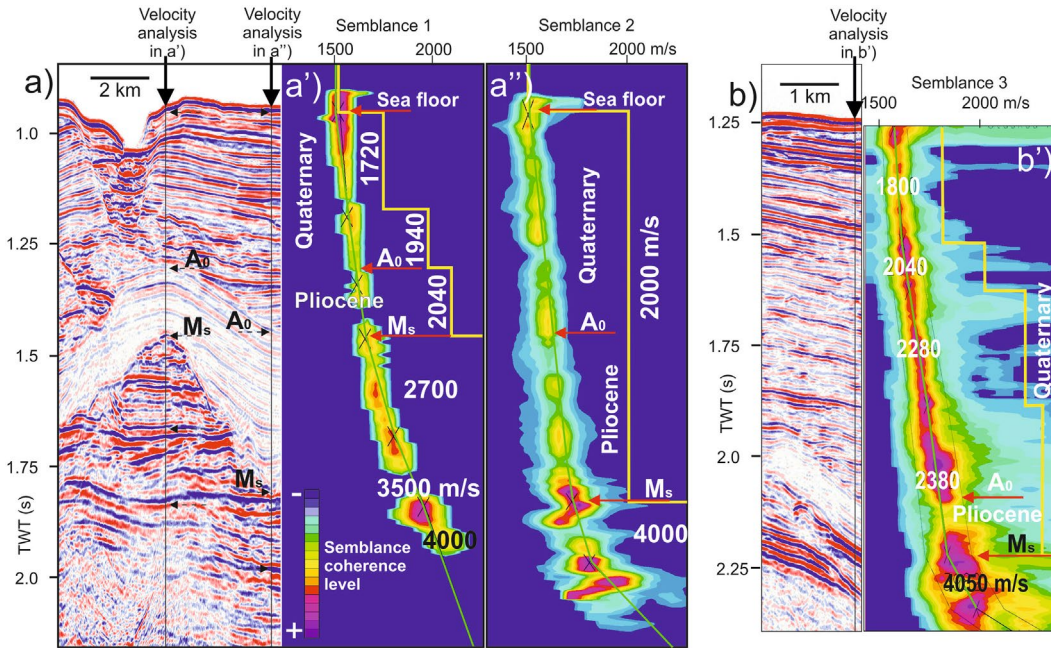 Velocity
analysis
in a')
Velocity
analysis
in a'')
Semblance 1
1500
2000
Semblance 2
1500
2000 m/s
Velocity
analysis
in b')
Semblance 3
1500
2000 m/s
a)
2 km
1.0
1.25
1.5
1.75
2.0
TWT (s)
A0
Ms
A0
Ms
a')
Sea floor
Quaternary
1720
1940
A0
Pliocene
2040
Ms
2700
3500 m/s
4000
-
Semblance
coherence
level
+
a'')
Sea floor
Quaternary
2000 m/s
A0
Pliocene
Ms
4000
b)
1 km
1.25
1.5
1.75
2.0
2.25
TWT (s)
b')
1800
2040
2280
Quaternary
2380
A0
Pliocene
Ms
4050 m/s